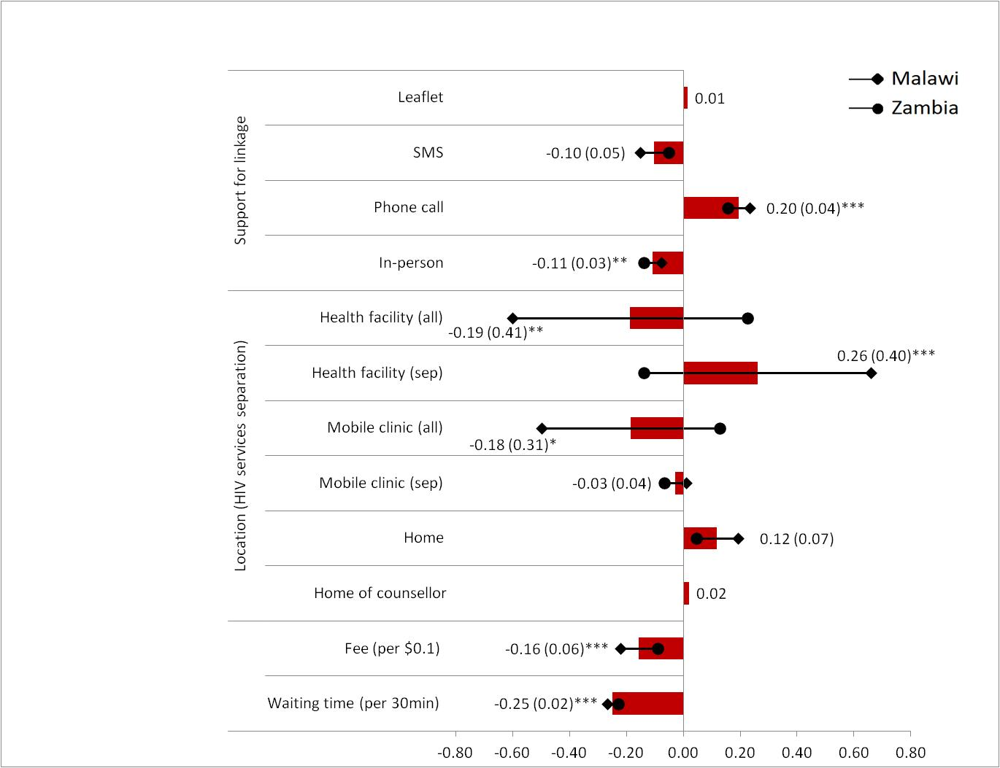 Malawi
Zambia
Support for linkage
Leaflet
0.01
SMS
-0.10 (0.05)
Phone call
0.20 (0.04)***
In-person
-0.11 (0.03)**
Location (HIV services separation)
Health facility (all)
-0.19 (0.41)**
Health facility (sep)
0.26 (0.40)***
Mobile clinic (all)
-0.18 (0.31)*
Mobile clinic (sep)
-0.03 (0.04)
Home
0.12 (0.07)
Home of counsellor
0.02
Fee (per $0.1)
-0.16 (0.06)***
Waiting time (per 30min)
-0.25 (0.02)***
-0.80 -0.60 -0.40 -0.20 0.00 0.20 0.40 0.60 0.80